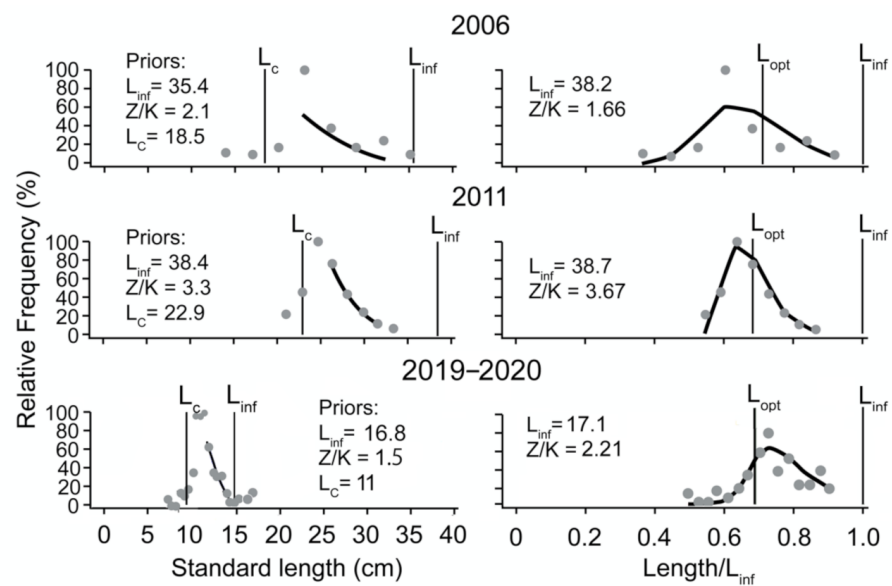 2006
Priors:
L_inf= 35.4
Z/K = 2.1
L_C= 18.5
L_c
L_inf
L_inf= 38.2
Z/K = 1.66
L_opt
L_inf
100
80
60
40
20
0
2011
Priors:
L_inf= 38.4
Z/K = 3.3
L_C= 22.9
L_c
L_inf
L_inf= 38.7
Z/K = 3.67
L_opt
L_inf
100
80
60
40
20
0
2019–2020
L_c
L_inf
Priors:
L_inf= 16.8
Z/K = 1.5
L_C= 11
L_inf= 17.1
Z/K = 2.21
L_opt
L_inf
100
80
60
40
20
0
0 5 10 15 20 25 30 35 40
0 0.2 0.4 0.6 0.8 1.0
Standard length (cm)
Length/L_inf
Relative Frequency (%)